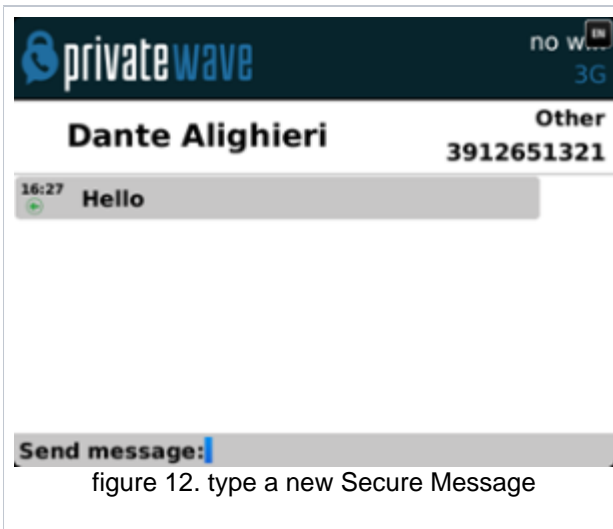 privatewave
no w...
EN
3G
Dante Alighieri
Other
3912651321
16:27
Hello
Send message:
figure 12. type a new Secure Message